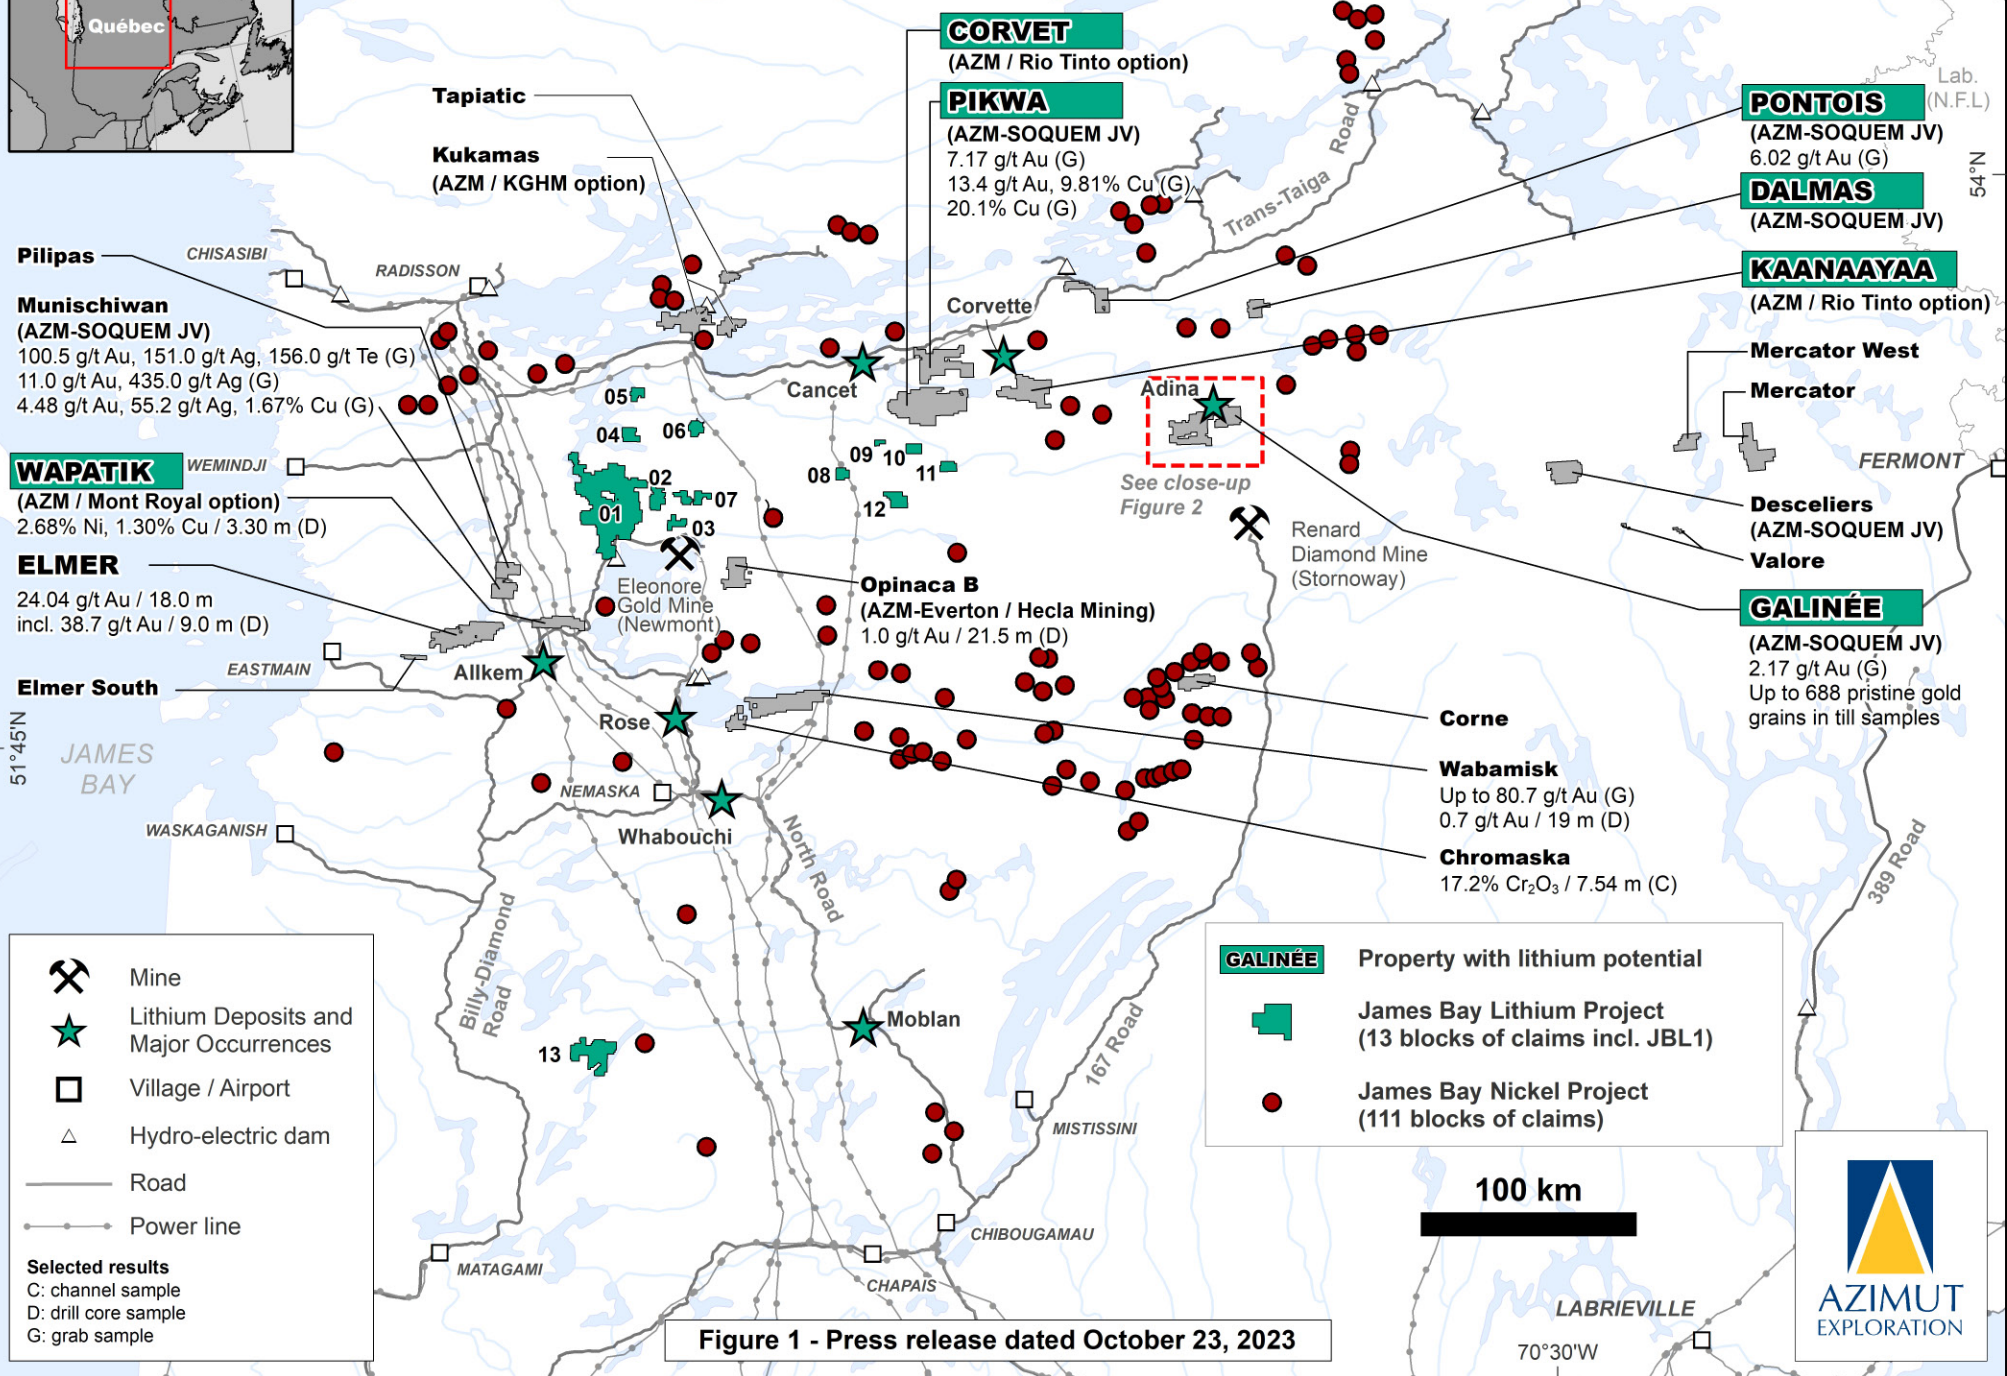 Québec
CORVET
(AZM / Rio Tinto option)
PIKWA
(AZM-SOQUEM JV)
7.17 g/t Au (G)
13.4 g/t Au, 9.81% Cu (G)
20.1% Cu (G)
Tapiatic
Kukamas
(AZM / KGHM option)
Lab.
(N.F.L)
PONTOIS
(AZM-SOQUEM JV)
6.02 g/t Au (G)
54°N
DALMAS
(AZM-SOQUEM JV)
KAANAAYAA
(AZM / Rio Tinto option)
Trans-Taiga
Road
CHISASIBI
RADISSON
Pilipas
Munischiwan
(AZM-SOQUEM JV)
100.5 g/t Au, 151.0 g/t Ag, 156.0 g/t Te (G)
11.0 g/t Au, 435.0 g/t Ag (G)
4.48 g/t Au, 55.2 g/t Ag, 1.67% Cu (G)
Corvette
Cancet
Adina
Mercator West
Mercator
05
04
06
09
10
11
08
12
02
07
01
03
WAPATIK
WEMINDJI
(AZM / Mont Royal option)
2.68% Ni, 1.30% Cu / 3.30 m (D)
See close-up
Figure 2
FERMONT
Desceliers
(AZM-SOQUEM JV)
Valore
Renard
Diamond Mine
(Stornoway)
ELMER
24.04 g/t Au / 18.0 m
incl. 38.7 g/t Au / 9.0 m (D)
Eleonore
Gold Mine
(Newmont)
Opinaca B
(AZM-Everton / Hecla Mining)
1.0 g/t Au / 21.5 m (D)
GALINÉE
(AZM-SOQUEM JV)
2.17 g/t Au (G)
Up to 688 pristine gold
grains in till samples
EASTMAIN
Allkem
Elmer South
Rose
Corne
51°45'N
JAMES
BAY
Wabamisk
Up to 80.7 g/t Au (G)
0.7 g/t Au / 19 m (D)
NEMASKA
WASKAGANISH
Whabouchi
North Road
Chromaska
17.2% Cr₂O₃ / 7.54 m (C)
389 Road
Billy-Diamond
Road
Mine
Lithium Deposits and
Major Occurrences
Village / Airport
Hydro-electric dam
Road
Power line
Selected results
C: channel sample
D: drill core sample
G: grab sample
13
Moblan
167 Road
MISTISSINI
CHIBOUGAMAU
CHAPAIS
MATAGAMI
GALINÉE
Property with lithium potential
James Bay Lithium Project
(13 blocks of claims incl. JBL1)
James Bay Nickel Project
(111 blocks of claims)
100 km
LABRIEVILLE
70°30'W
AZIMUT
EXPLORATION
Figure 1 - Press release dated October 23, 2023